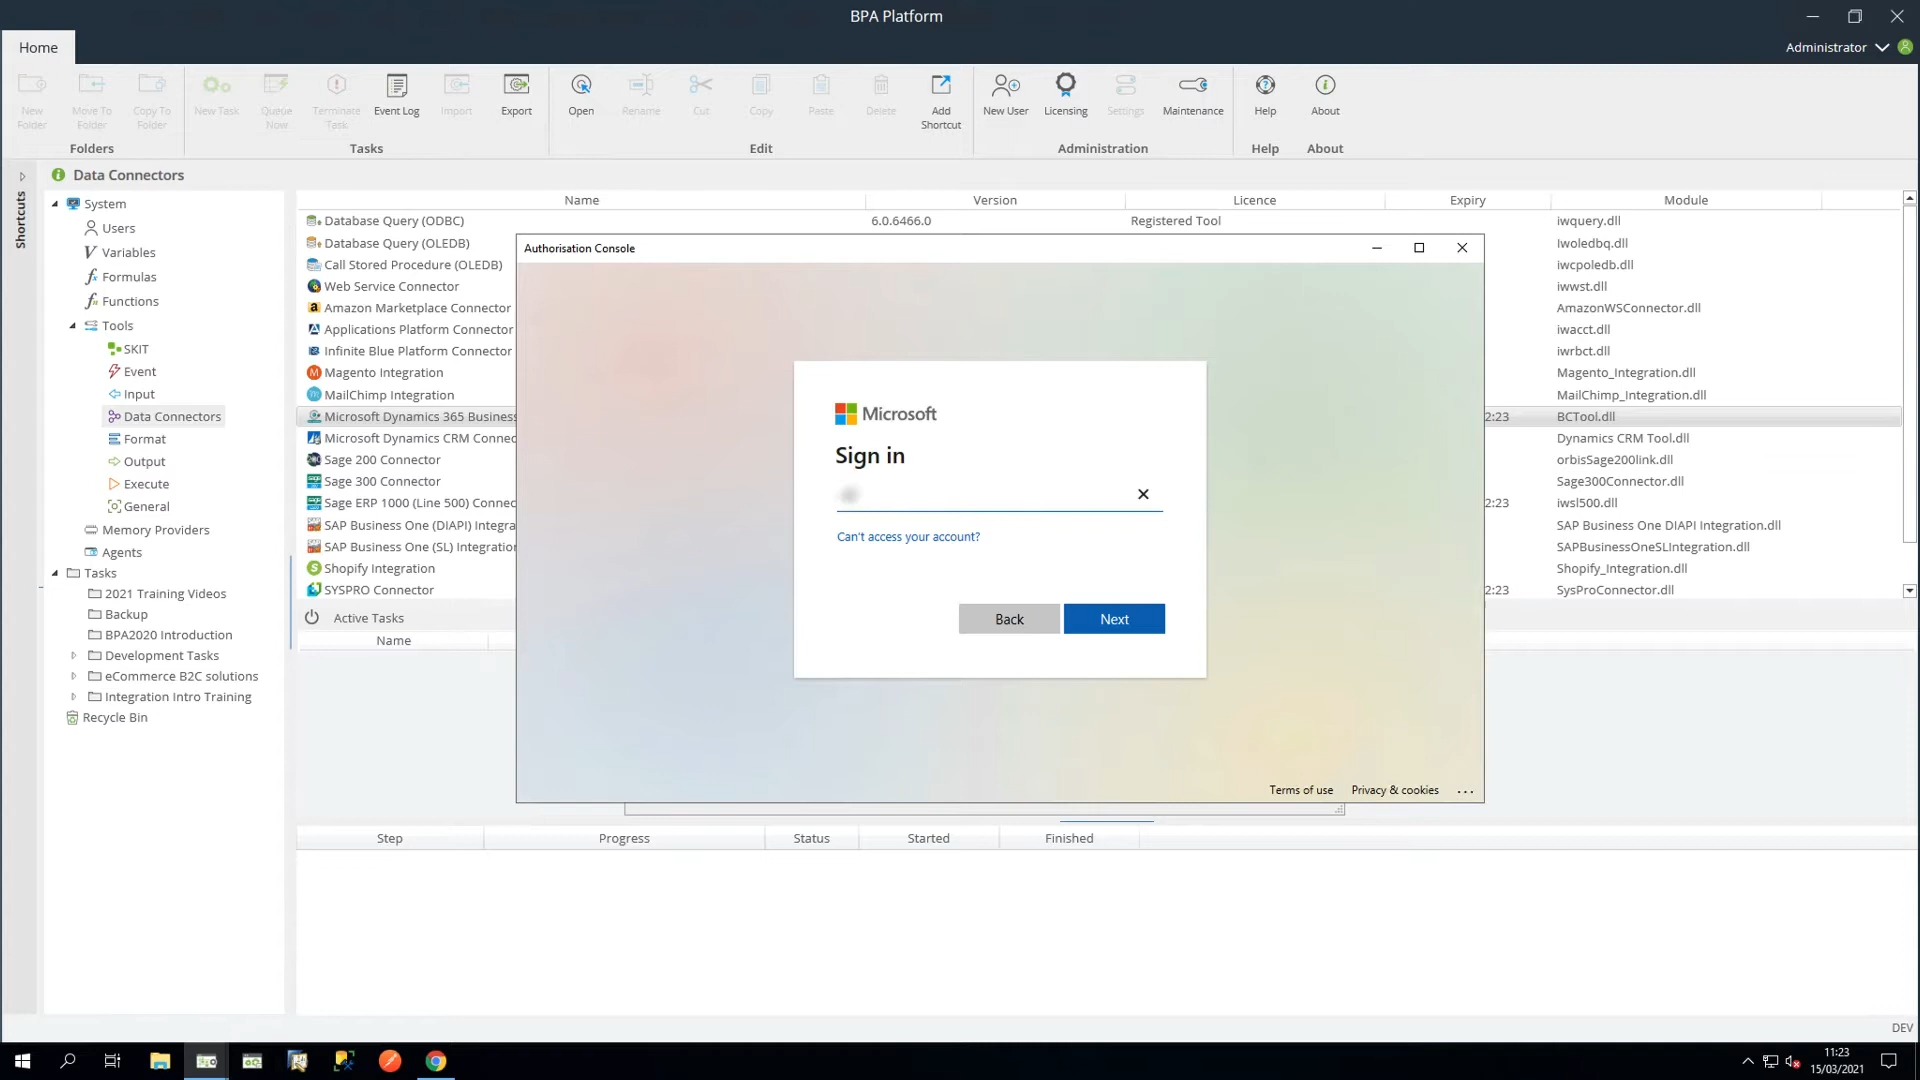 BPA Platform
Home
Administrator
New Folder
Move To Folder
Copy To Folder
New Task
Queue Now
Terminate Task
Event Log
Import
Export
Open
Rename
Cut
Copy
Paste
Delete
Add Shortcut
New User
Licensing
Settings
Maintenance
Help
About
Folders
Tasks
Edit
Administration
Help
About
Shortcuts
Data Connectors
System
Users
Variables
Formulas
Functions
Tools
SKIT
Event
Input
Data Connectors
Format
Output
Execute
General
Memory Providers
Agents
Tasks
2021 Training Videos
Backup
BPA2020 Introduction
Development Tasks
eCommerce B2C solutions
Integration Intro Training
Recycle Bin
Name Version Licence Expiry Module
Database Query (ODBC) 6.0.6466.0 Registered Tool iwquery.dll
Database Query (OLEDB) Iwoledbq.dll
Call Stored Procedure (OLEDB) iwcpoledb.dll
Web Service Connector iwwst.dll
Amazon Marketplace Connector AmazonWSConnector.dll
Applications Platform Connector iwacct.dll
Infinite Blue Platform Connector iwrbct.dll
Magento Integration Magento_Integration.dll
MailChimp Integration MailChimp_Integration.dll
Microsoft Dynamics 365 Business 2:23 BCTool.dll
Microsoft Dynamics CRM Connec Dynamics CRM Tool.dll
Sage 200 Connector orbisSage200link.dll
Sage 300 Connector Sage300Connector.dll
Sage ERP 1000 (Line 500) Connec 2:23 iwsl500.dll
SAP Business One (DIAPI) Integra SAP Business One DIAPI Integration.dll
SAP Business One (SL) Integration SAPBusinessOneSLIntegration.dll
Shopify Integration Shopify_Integration.dll
SYSPRO Connector 2:23 SysProConnector.dll
Active Tasks
Name
Authorisation Console
Microsoft
Sign in
Can't access your account?
Back
Next
Terms of use Privacy & cookies ...
Step Progress Status Started Finished
DEV
11:23
15/03/2021